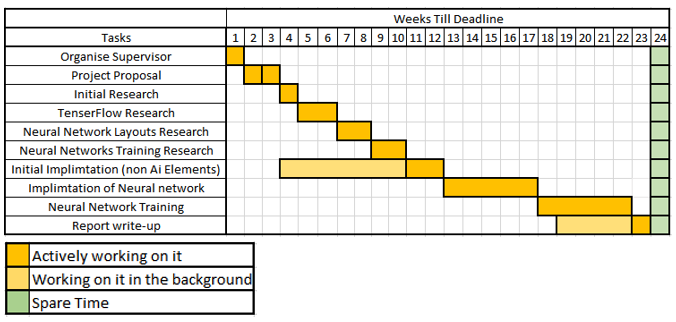 Weeks Till Deadline
Tasks 1 2 3 4 5 6 7 8 9 10 11 12 13 14 15 16 17 18 19 20 21 22 23 24
Organise Supervisor
Project Proposal
Initial Research
TenserFlow Research
Neural Network Layouts Research
Neural Networks Training Research
Initial Implimtation (non Ai Elements)
Implimtation of Neural network
Neural Network Training
Report write-up
Actively working on it
Working on it in the background
Spare Time